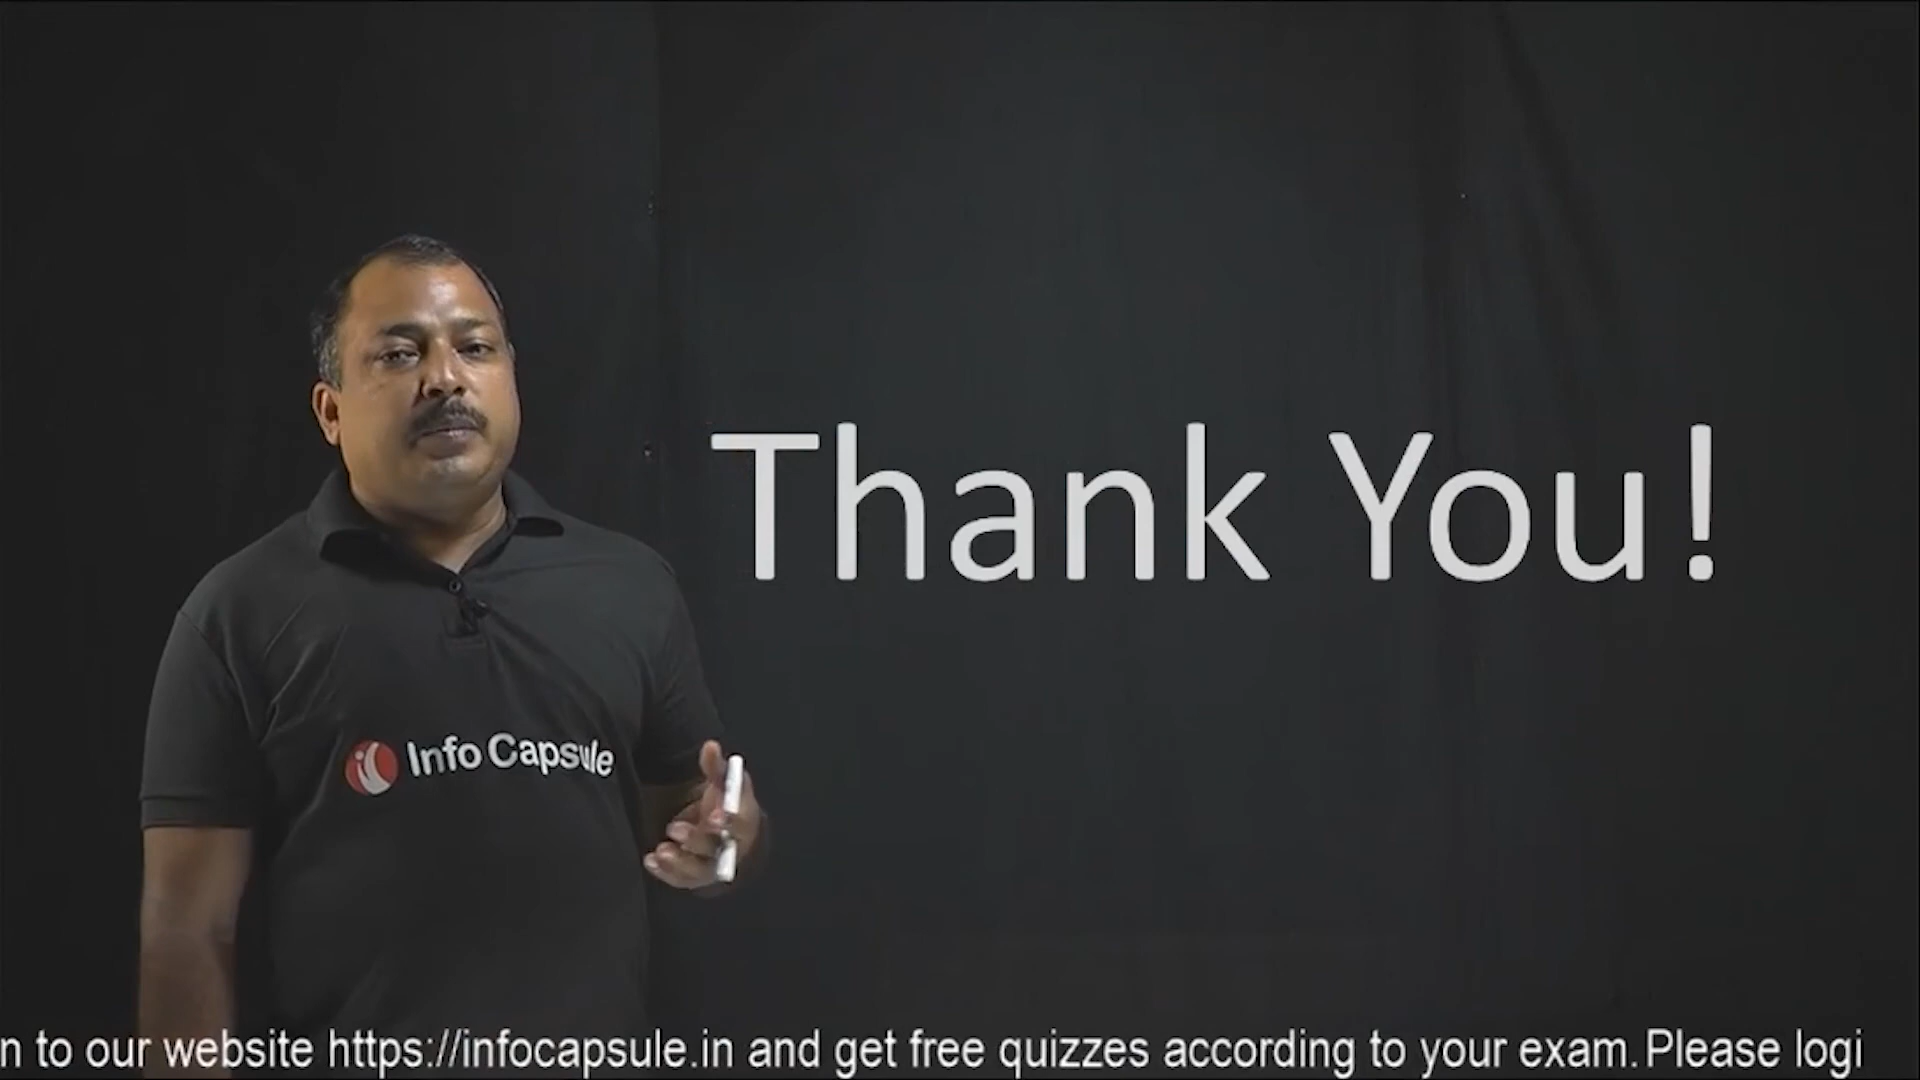 Thank You!
Info Capsule
n to our website https://infocapsule.in and get free quizzes according to your exam. Please logi